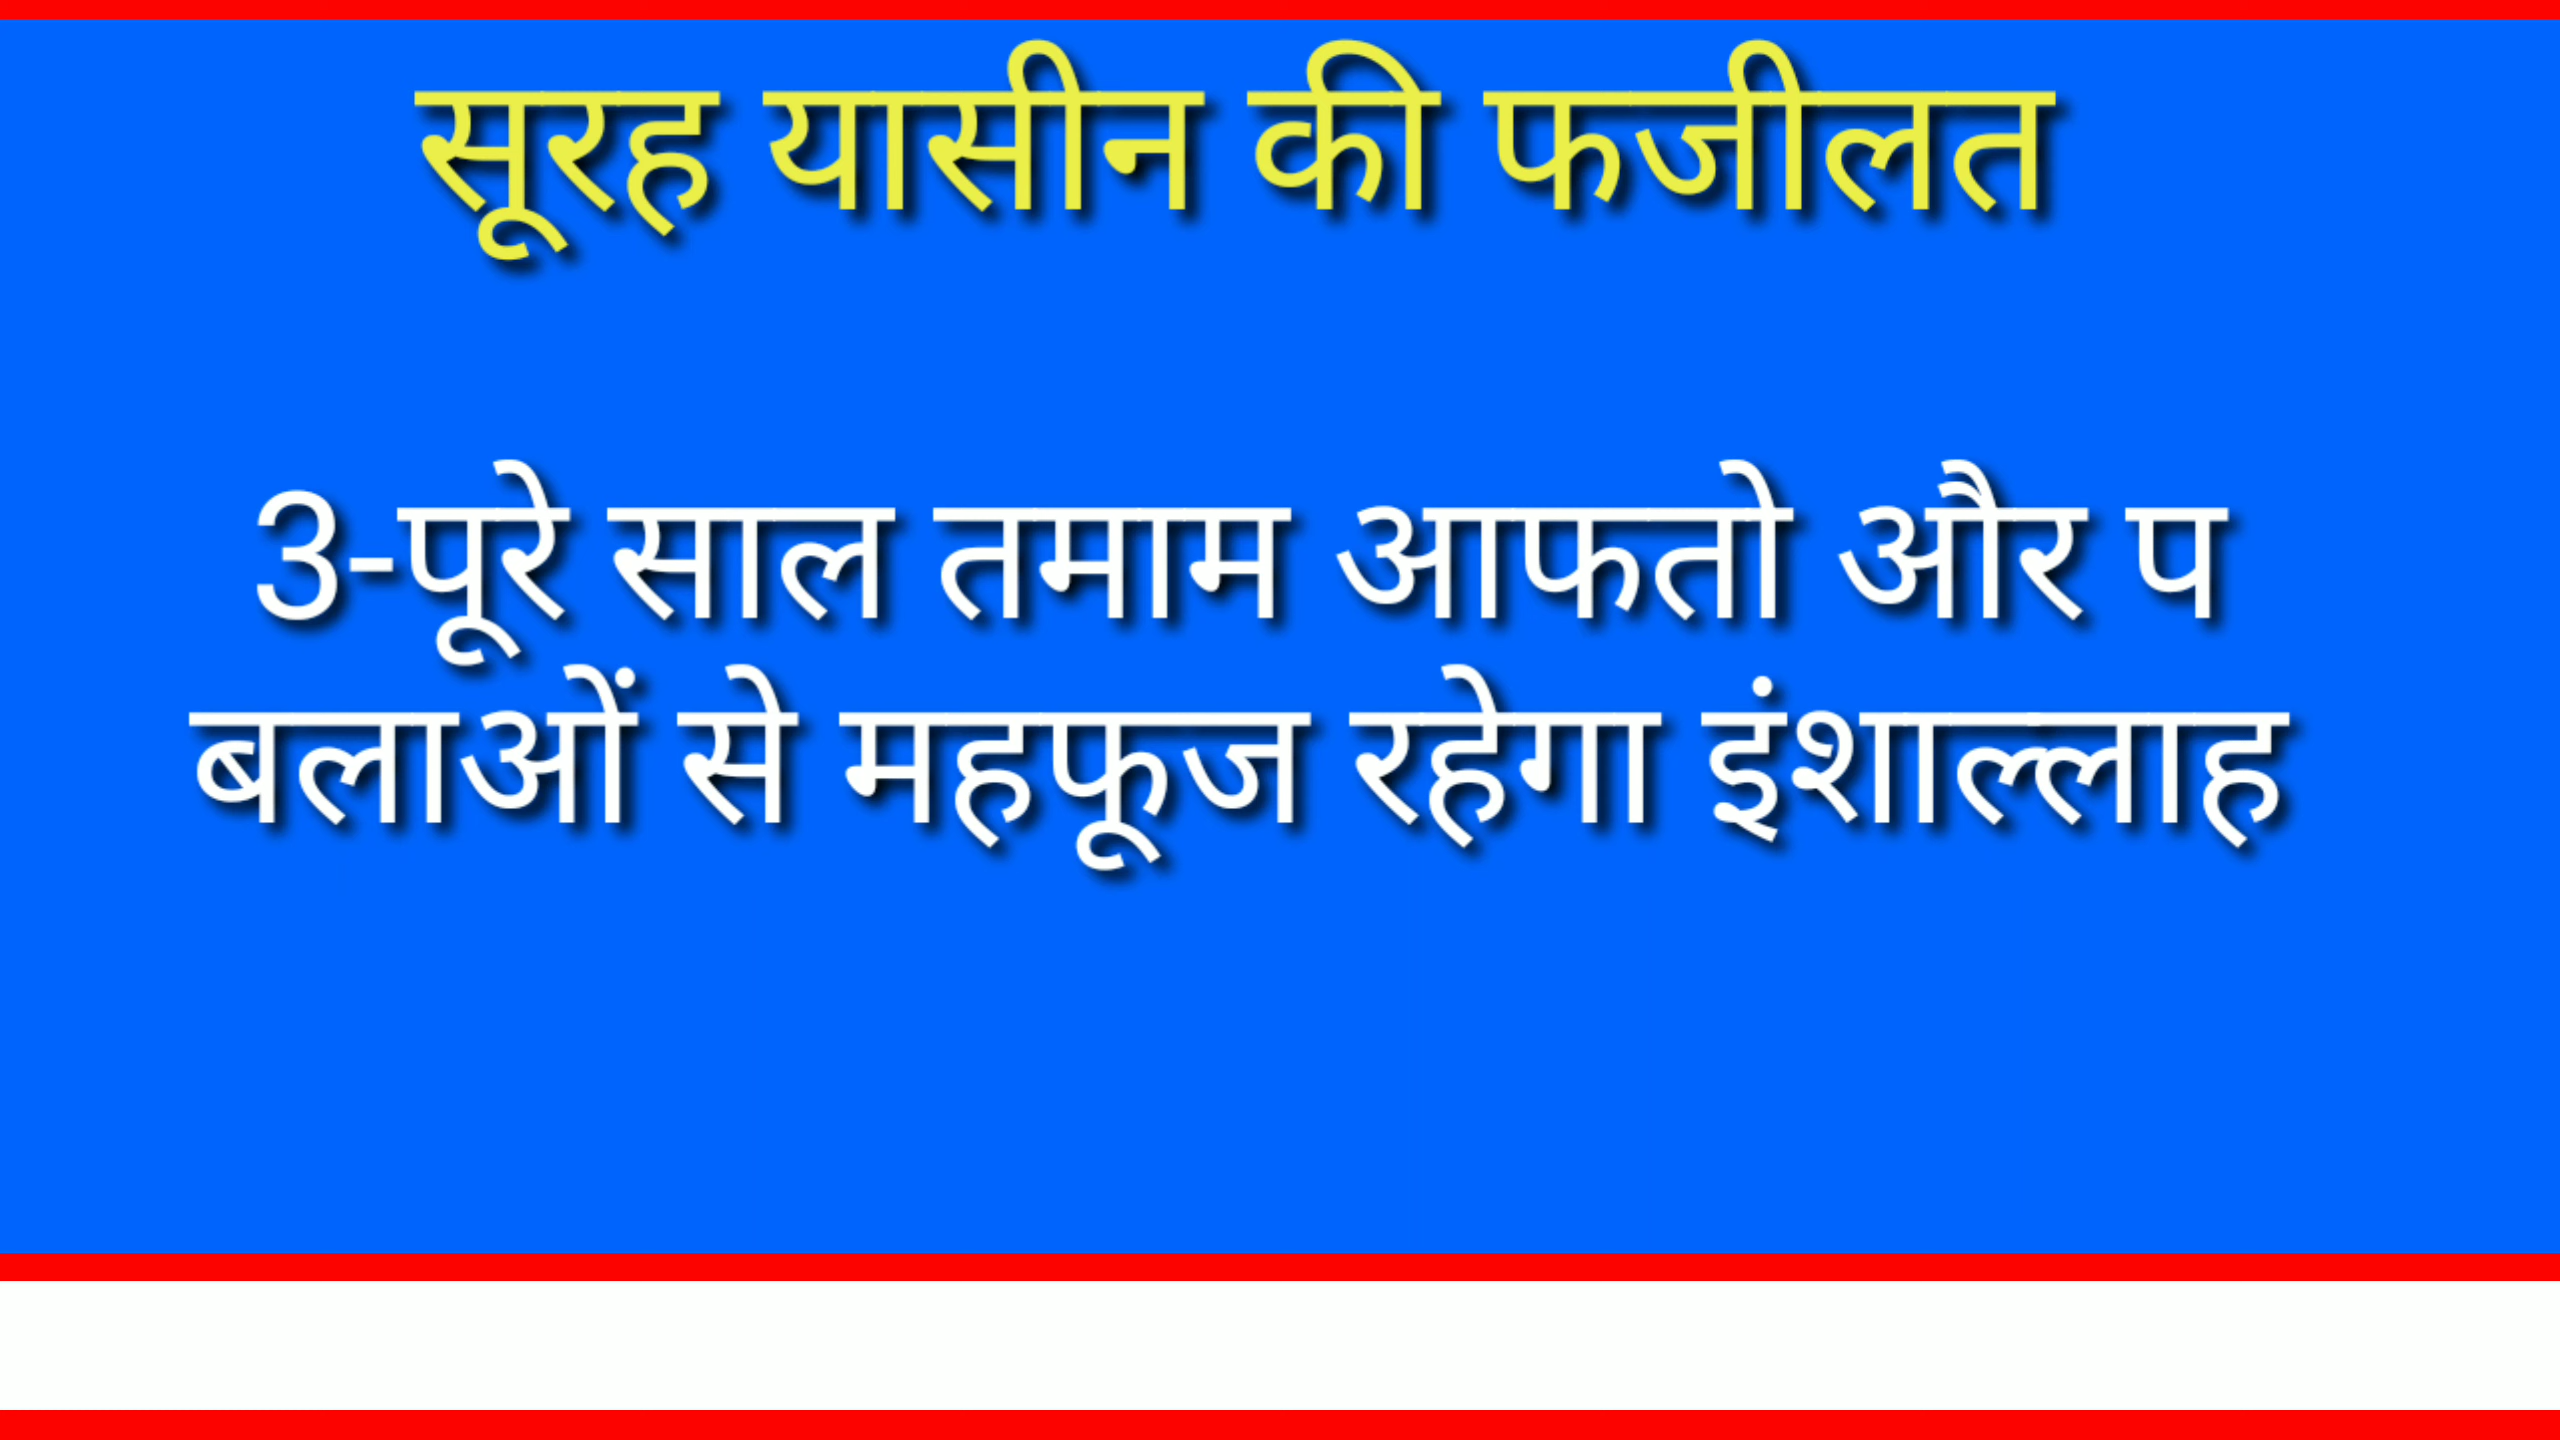 सूरह यासीन की फजीलत
3-पूरे साल तमाम आफतो और प
बलाओं से महफूज रहेगा इंशाल्लाह